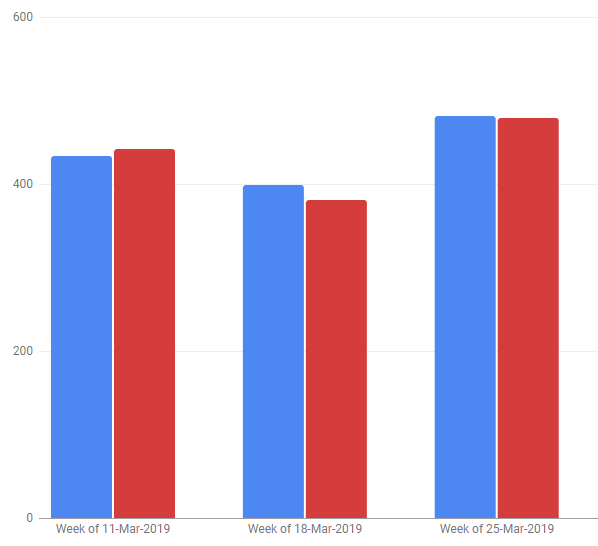 600
400
200
0
Week of 11-Mar-2019
Week of 18-Mar-2019
Week of 25-Mar-2019